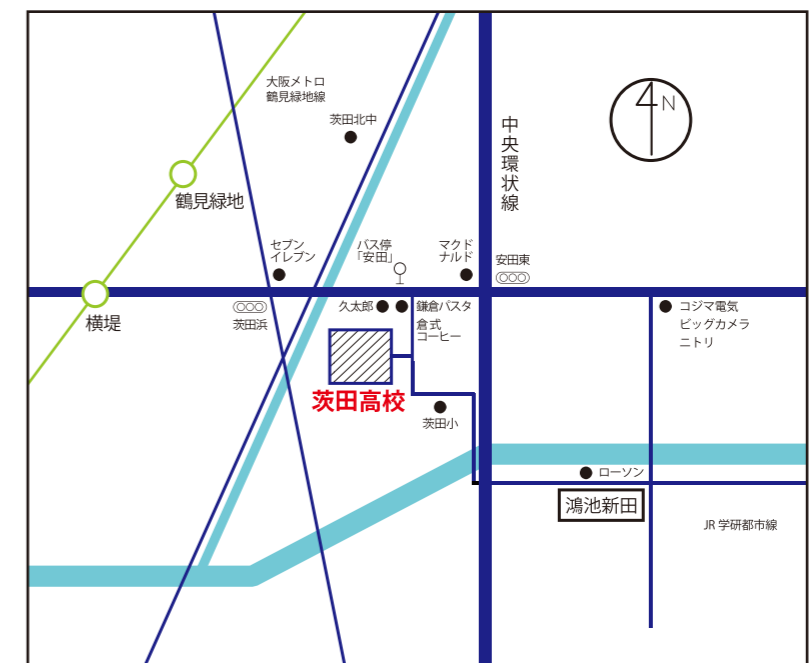 大阪メトロ
鶴見緑地線
茨田北中
中央環状線
N
鶴見緑地
セブン
イレブン
バス停
「安田」
マクド
ナルド
安田東
横堤
茨田浜
久太郎
鎌倉パスタ
倉式
コーヒー
コジマ電気
ビッグカメラ
ニトリ
茨田高校
茨田小
ローソン
鴻池新田
JR 学研都市線